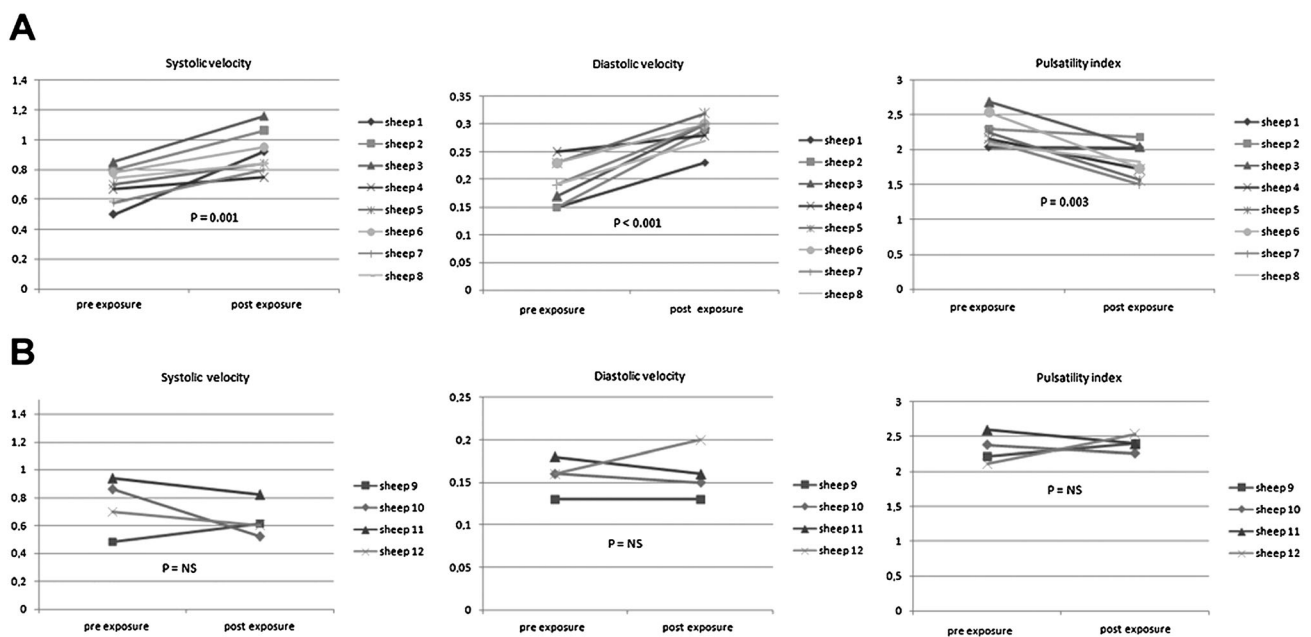 A
Systolic velocity
1.4
1.2
1
0.8
0.6
0.4
0.2
0
pre exposure
post exposure
P = 0.001
sheep 1
sheep 2
sheep 3
sheep 4
sheep 5
sheep 6
sheep 7
sheep 8
Diastolic velocity
0,35
0,3
0,25
0,2
0,15
0,1
0,05
0
pre exposure
post exposure
P < 0.001
sheep 1
sheep 2
sheep 3
sheep 4
sheep 5
sheep 6
sheep 7
sheep 8
Pulsatility index
3
2.5
2
1.5
1
0.5
0
pre exposure
post exposure
P = 0.003
sheep 1
sheep 2
sheep 3
sheep 4
sheep 5
sheep 6
sheep 7
sheep 8
B
Systolic velocity
1.4
1.2
1
0.8
0.6
0,4
0,2
0
pre exposure
post exposure
P = NS
sheep 9
sheep 10
sheep 11
sheep 12
Diastolic velocity
0,25
0,2
0,15
0,1
0,05
0
pre exposure
post exposure
P = NS
sheep 9
sheep 10
sheep 11
sheep 12
Pulsatility index
3
2.5
2
1.5
1
0.5
0
pre exposure
post exposure
P = NS
sheep 9
sheep 10
sheep 11
sheep 12